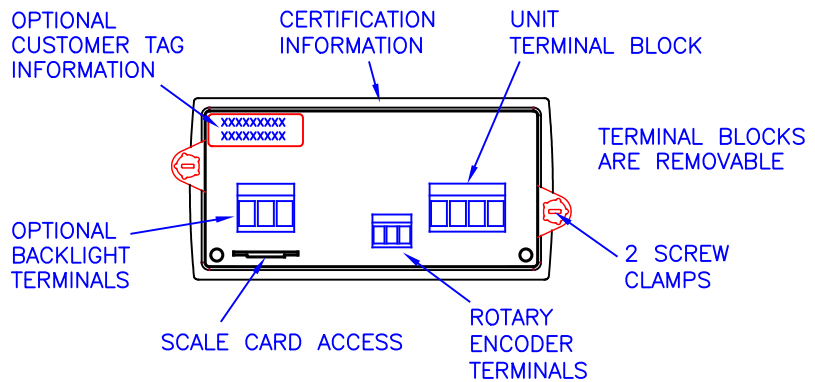 OPTIONAL
CUSTOMER TAG
INFORMATION
CERTIFICATION
INFORMATION
UNIT
TERMINAL BLOCK
XXXXXXXXX
XXXXXXXXX
TERMINAL BLOCKS
ARE REMOVABLE
OPTIONAL
BACKLIGHT
TERMINALS
2 SCREW
CLAMPS
SCALE CARD ACCESS
ROTARY
ENCODER
TERMINALS